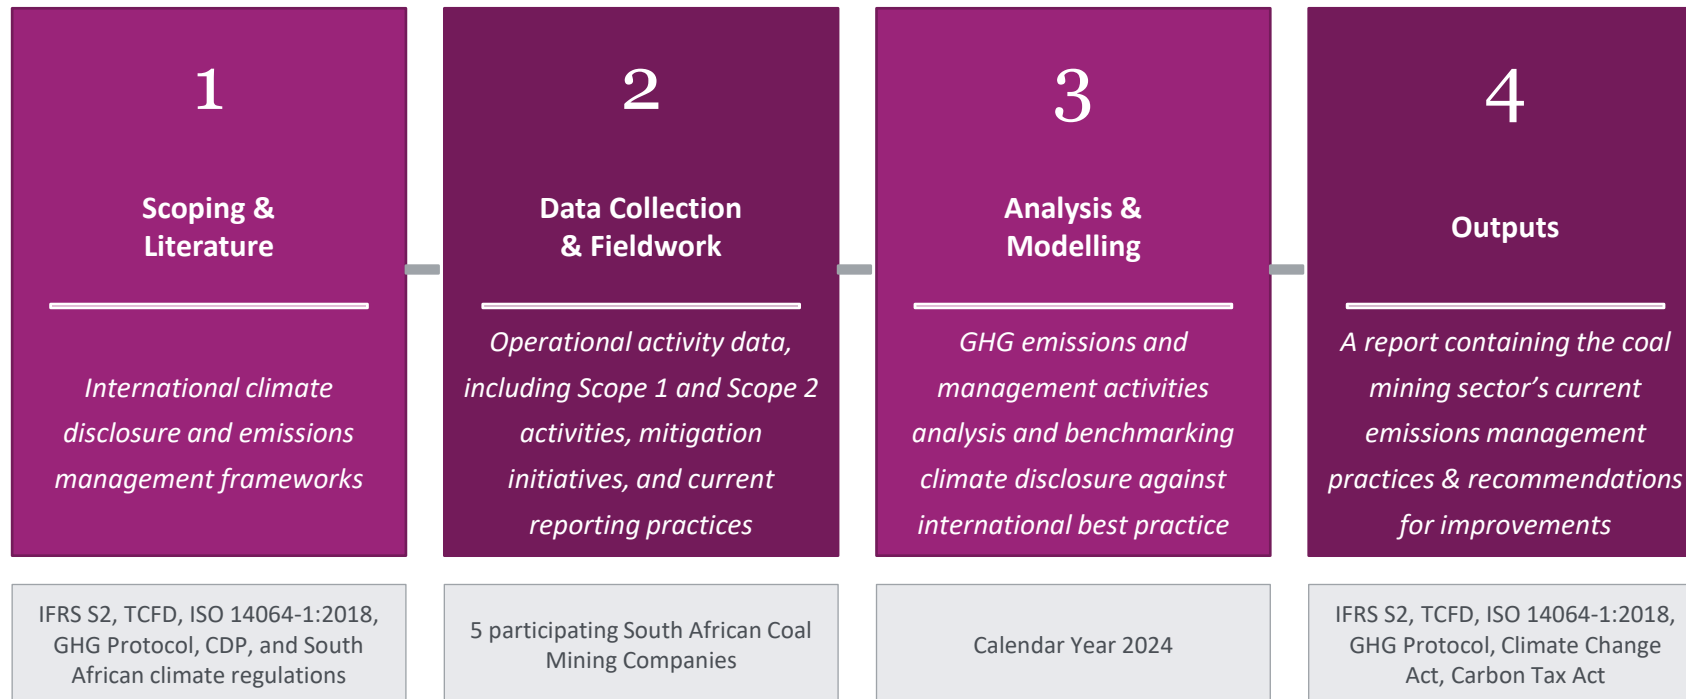 1
Scoping &
Literature
International climate
disclosure and emissions
management frameworks
IFRS S2, TCFD, ISO 14064-1:2018,
GHG Protocol, CDP, and South
African climate regulations
2
Data Collection
& Fieldwork
Operational activity data,
including Scope 1 and Scope 2
activities, mitigation
initiatives, and current
reporting practices
5 participating South African Coal
Mining Companies
3
Analysis &
Modelling
GHG emissions and
management activities
analysis and benchmarking
climate disclosure against
international best practice
Calendar Year 2024
4
Outputs
A report containing the coal
mining sector’s current
emissions management
practices & recommendations
for improvements
IFRS S2, TCFD, ISO 14064-1:2018,
GHG Protocol, Climate Change
Act, Carbon Tax Act